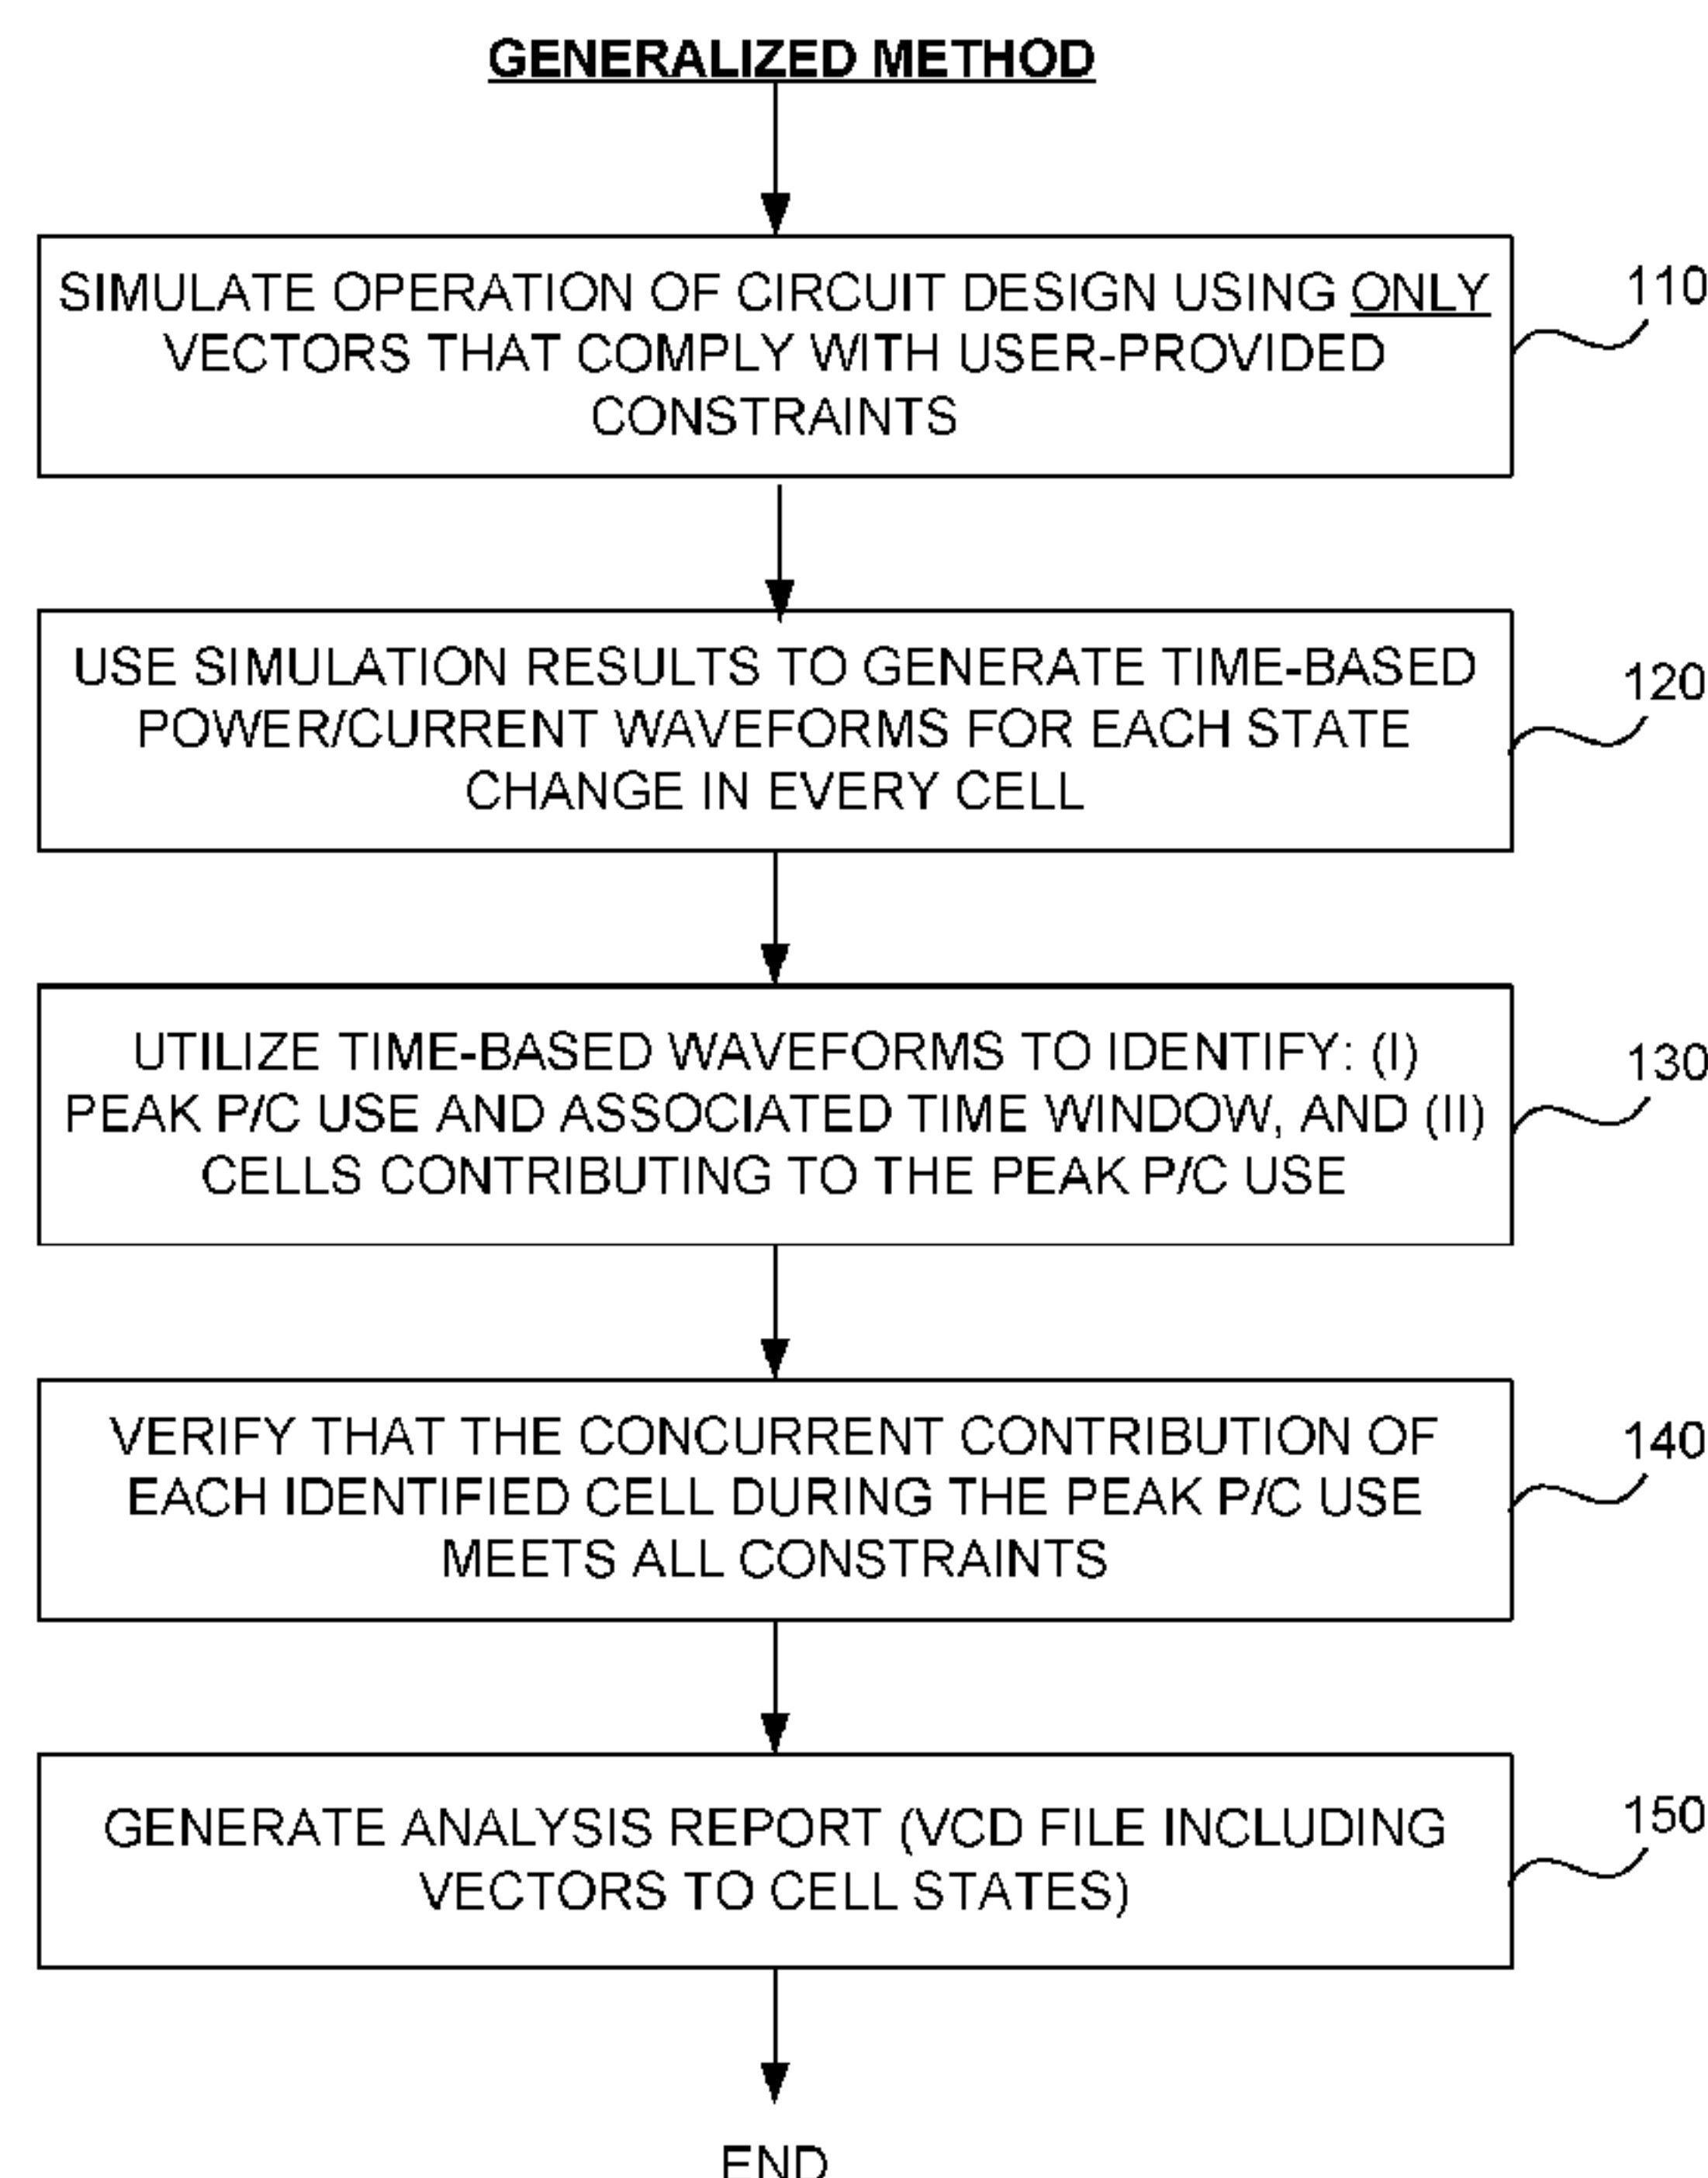 GENERALIZED METHOD
SIMULATE OPERATION OF CIRCUIT DESIGN USING ONLY
VECTORS THAT COMPLY WITH USER-PROVIDED
CONSTRAINTS
110
USE SIMULATION RESULTS TO GENERATE TIME-BASED
POWER/CURRENT WAVEFORMS FOR EACH STATE
CHANGE IN EVERY CELL
120
UTILIZE TIME-BASED WAVEFORMS TO IDENTIFY: (I)
PEAK P/C USE AND ASSOCIATED TIME WINDOW, AND (II)
CELLS CONTRIBUTING TO THE PEAK P/C USE
130
VERIFY THAT THE CONCURRENT CONTRIBUTION OF
EACH IDENTIFIED CELL DURING THE PEAK P/C USE
MEETS ALL CONSTRAINTS
140
GENERATE ANALYSIS REPORT (VCD FILE INCLUDING
VECTORS TO CELL STATES)
150
END